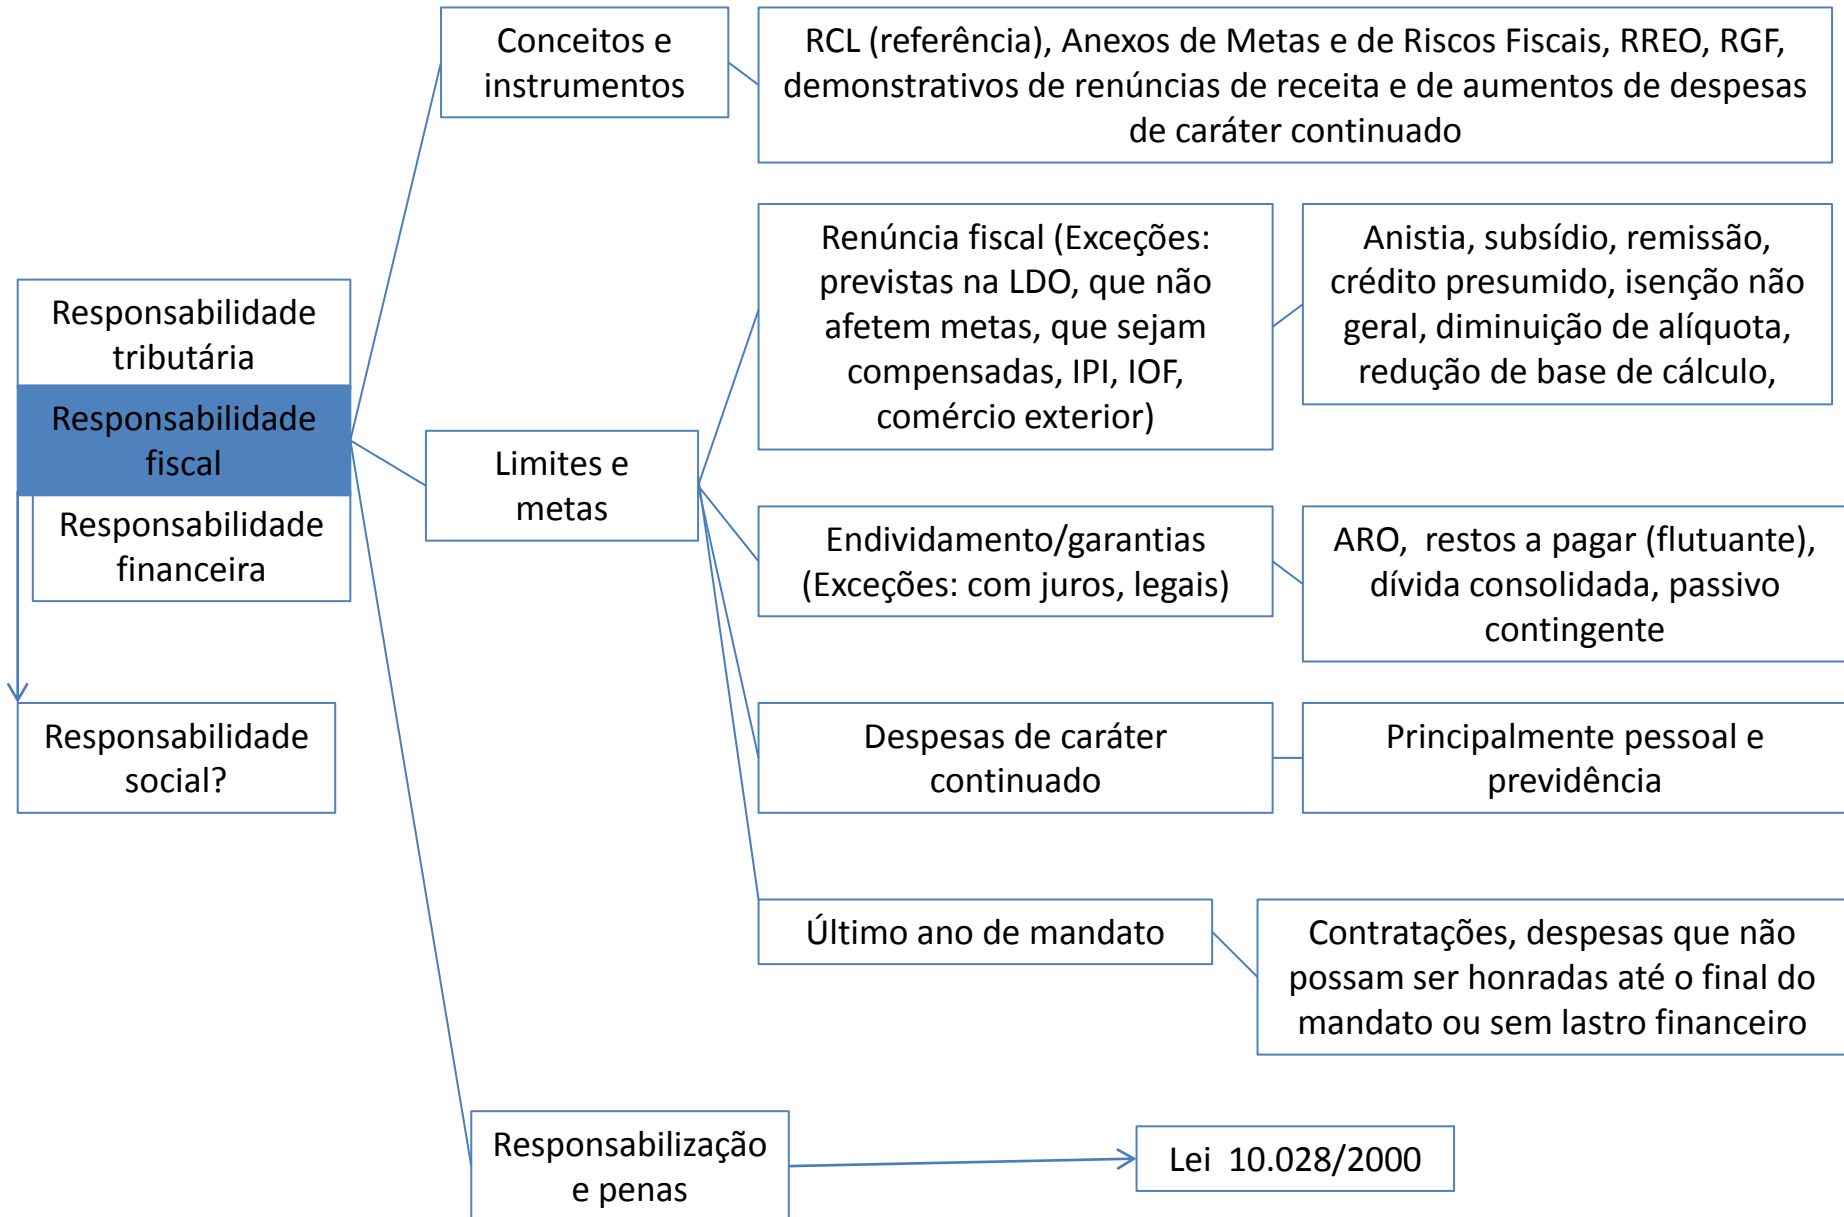 Conceitos e
instrumentos
RCL (referência), Anexos de Metas e de Riscos Fiscais, RREO, RGF,
demonstrativos de renúncias de receita e de aumentos de despesas
de caráter continuado
Renúncia fiscal (Exceções:
previstas na LDO, que não
afetem metas, que sejam
compensadas, IPI, IOF,
comércio exterior)
Anistia, subsídio, remissão,
crédito presumido, isenção não
geral, diminuição de alíquota,
redução de base de cálculo,
Responsabilidade
tributária
Responsabilidade
fiscal
Responsabilidade
financeira
Limites e
metas
Endividamento/garantias
(Exceções: com juros, legais)
ARO, restos a pagar (flutuante),
dívida consolidada, passivo
contingente
Responsabilidade
social?
Despesas de caráter
continuado
Principalmente pessoal e
previdência
Último ano de mandato
Contratações, despesas que não
possam ser honradas até o final do
mandato ou sem lastro financeiro
Responsabilização
e penas
Lei 10.028/2000